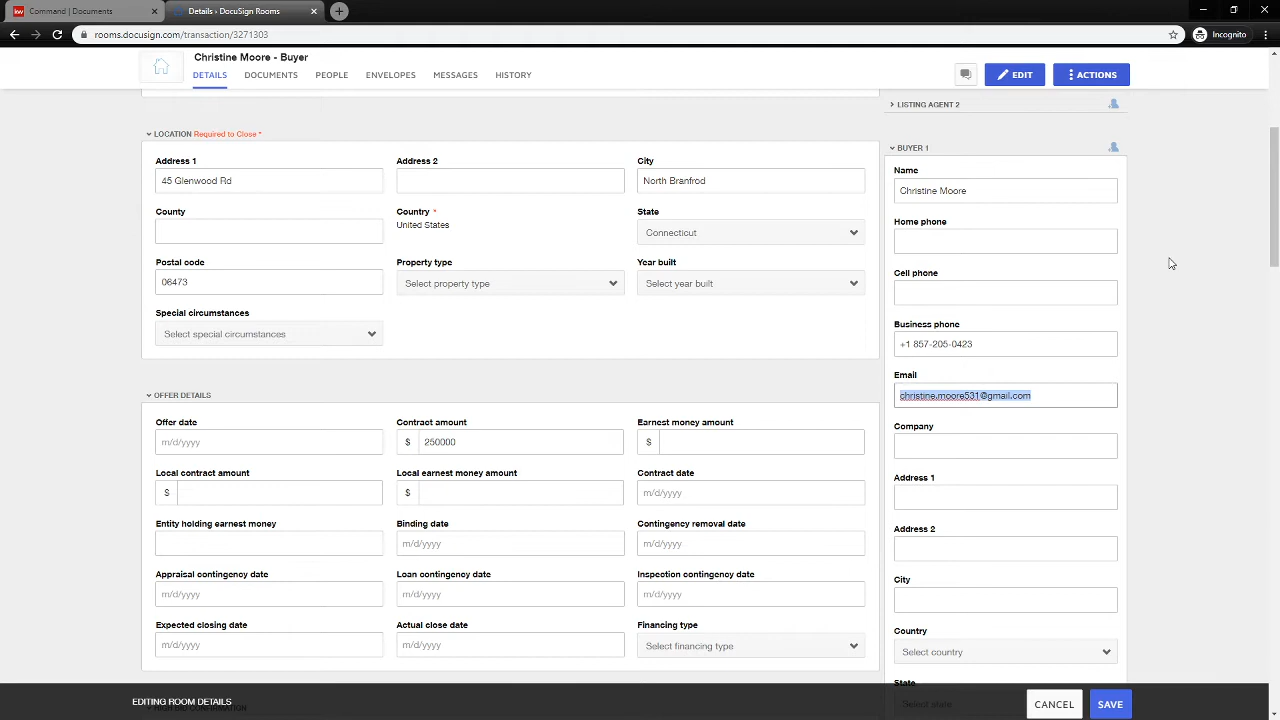 Command | Documents
Details - DocuSign Rooms
rooms.docusign.com/transaction/3271303
Incognito
Christine Moore - Buyer
DETAILS
DOCUMENTS
PEOPLE
ENVELOPES
MESSAGES
HISTORY
EDIT
ACTIONS
LISTING AGENT 2
LOCATION Required to Close *
Address 1
Address 2
City
45 Glenwood Rd
North Branfrod
County
Country *
State
United States
Connecticut
Postal code
Property type
Year built
06473
Select property type
Select year built
Special circumstances
Select special circumstances
OFFER DETAILS
Offer date
Contract amount
Earnest money amount
m/d/yyyy
$ 250000
$
Local contract amount
Local earnest money amount
Contract date
$
$
m/d/yyyy
Entity holding earnest money
Binding date
Contingency removal date
m/d/yyyy
m/d/yyyy
Appraisal contingency date
Loan contingency date
Inspection contingency date
m/d/yyyy
m/d/yyyy
m/d/yyyy
Expected closing date
Actual close date
Financing type
m/d/yyyy
m/d/yyyy
Select financing type
BUYER 1
Name
Christine Moore
Home phone
Cell phone
Business phone
+1 857-205-0423
Email
christine.moore531@gmail.com
Company
Address 1
Address 2
City
Country
Select country
State
Select state
EDITING ROOM DETAILS
CANCEL
SAVE